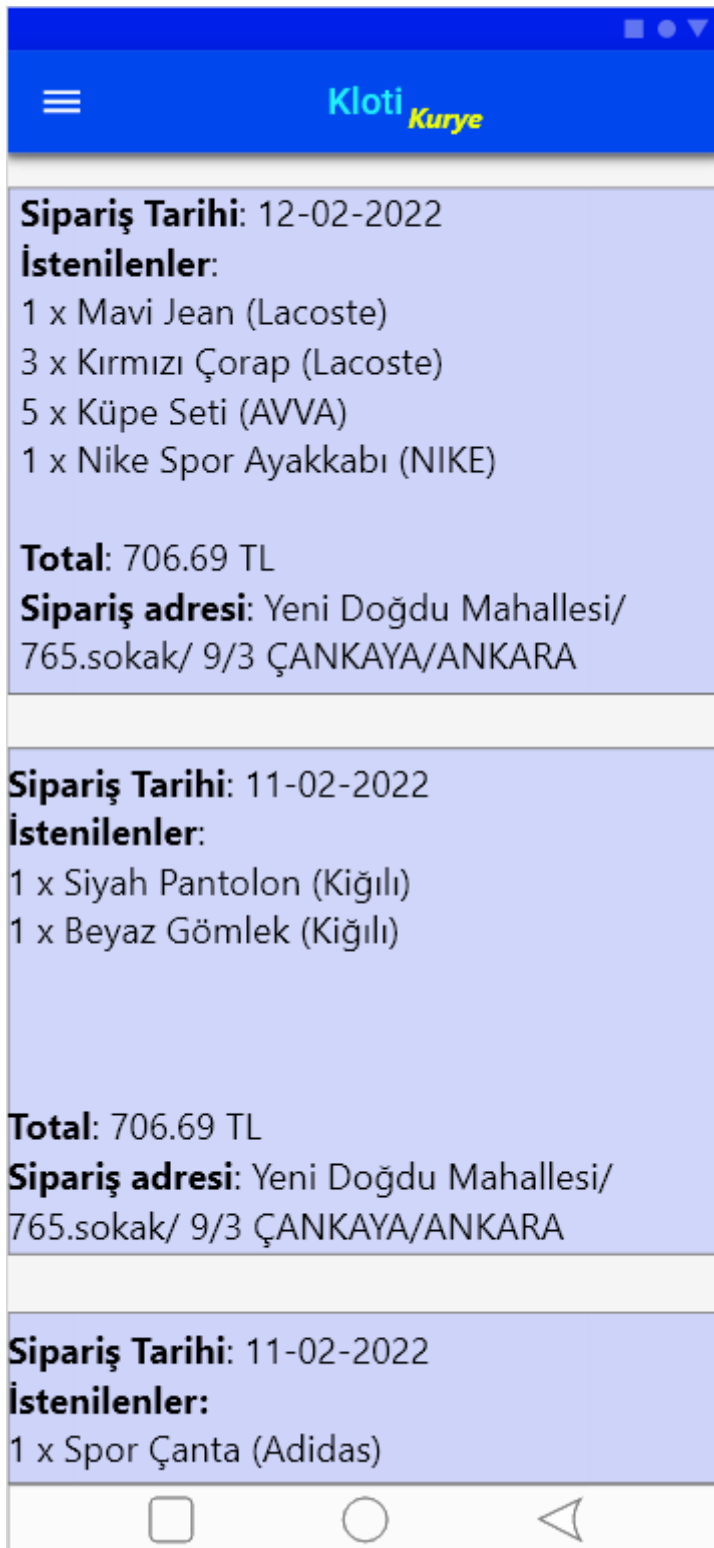 Kloti Kurye
Sipariş Tarihi: 12-02-2022
İstenilenler:
1 x Mavi Jean (Lacoste)
3 x Kırmızı Çorap (Lacoste)
5 x Küpe Seti (AVVA)
1 x Nike Spor Ayakkabı (NIKE)
Total: 706.69 TL
Sipariş adresi: Yeni Doğdu Mahallesi/
765.sokak/ 9/3 ÇANKAYA/ANKARA
Sipariş Tarihi: 11-02-2022
İstenilenler:
1 x Siyah Pantolon (Kiğılı)
1 x Beyaz Gömlek (Kiğılı)
Total: 706.69 TL
Sipariş adresi: Yeni Doğdu Mahallesi/
765.sokak/ 9/3 ÇANKAYA/ANKARA
Sipariş Tarihi: 11-02-2022
İstenilenler:
1 x Spor Çanta (Adidas)